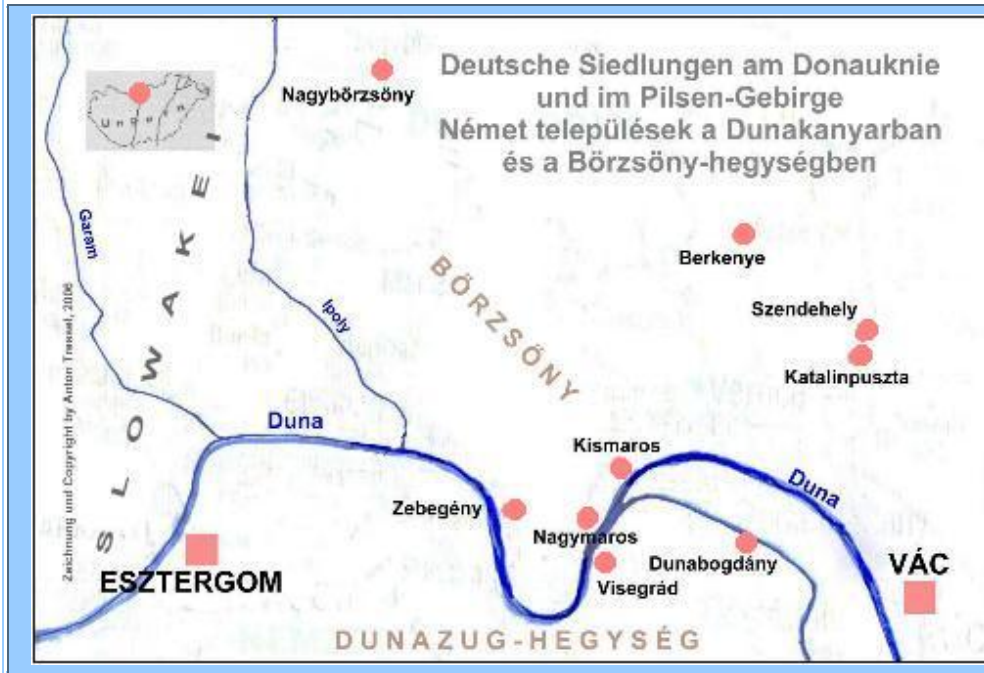 Deutsche Siedlungen am Donauknie
und im Pilsen-Gebirge
Német települések a Dunakanyarban
és a Börzsöny-hegységben
Nagybörzsöny
UNGARN
SLOWAKEI
Garam
Ipoly
BÖRZSÖNY
Berkenye
Szendehely
Katalinpuszta
Duna
Kismaros
Zebegény
Nagymaros
Duna
Dunabogdány
Visegrád
ESZTERGOM
VÁC
DUNAZUG-HEGYSÉG
Zeichnung und Copyright by Anton Tressel, 2006